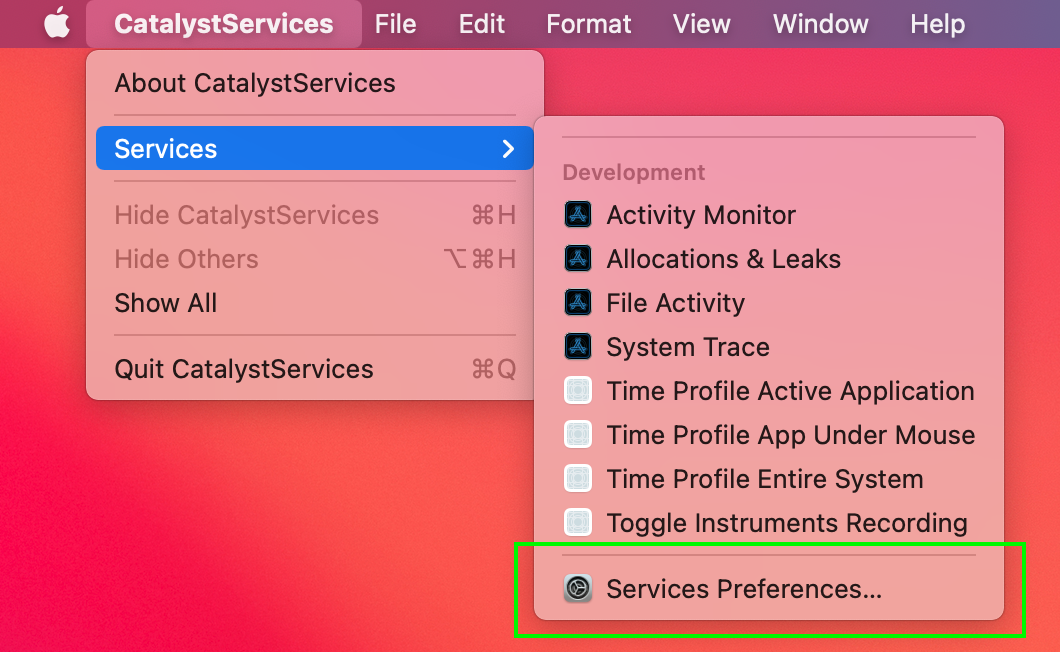 CatalystServices File Edit Format View Window Help
About CatalystServices
Services
Hide CatalystServices ⌘H
Hide Others ⌥⌘H
Show All
Quit CatalystServices ⌘Q
Development
Activity Monitor
Allocations & Leaks
File Activity
System Trace
Time Profile Active Application
Time Profile App Under Mouse
Time Profile Entire System
Toggle Instruments Recording
Services Preferences...